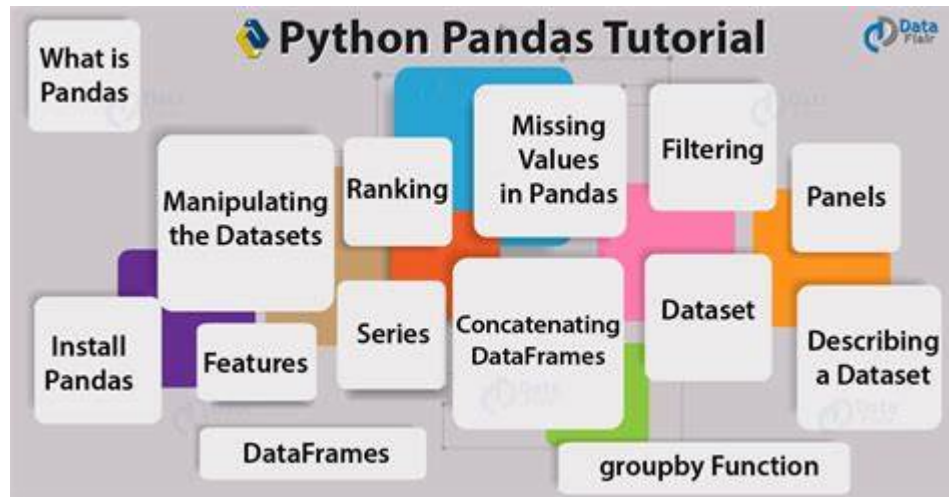 Python Pandas Tutorial
Data
Flair
What is
Pandas
Missing
Values
in Pandas
Filtering
Manipulating
the Datasets
Ranking
Panels
Install
Pandas
Features
Series
Concatenating
DataFrames
Dataset
Describing
a Dataset
DataFrames
groupby Function